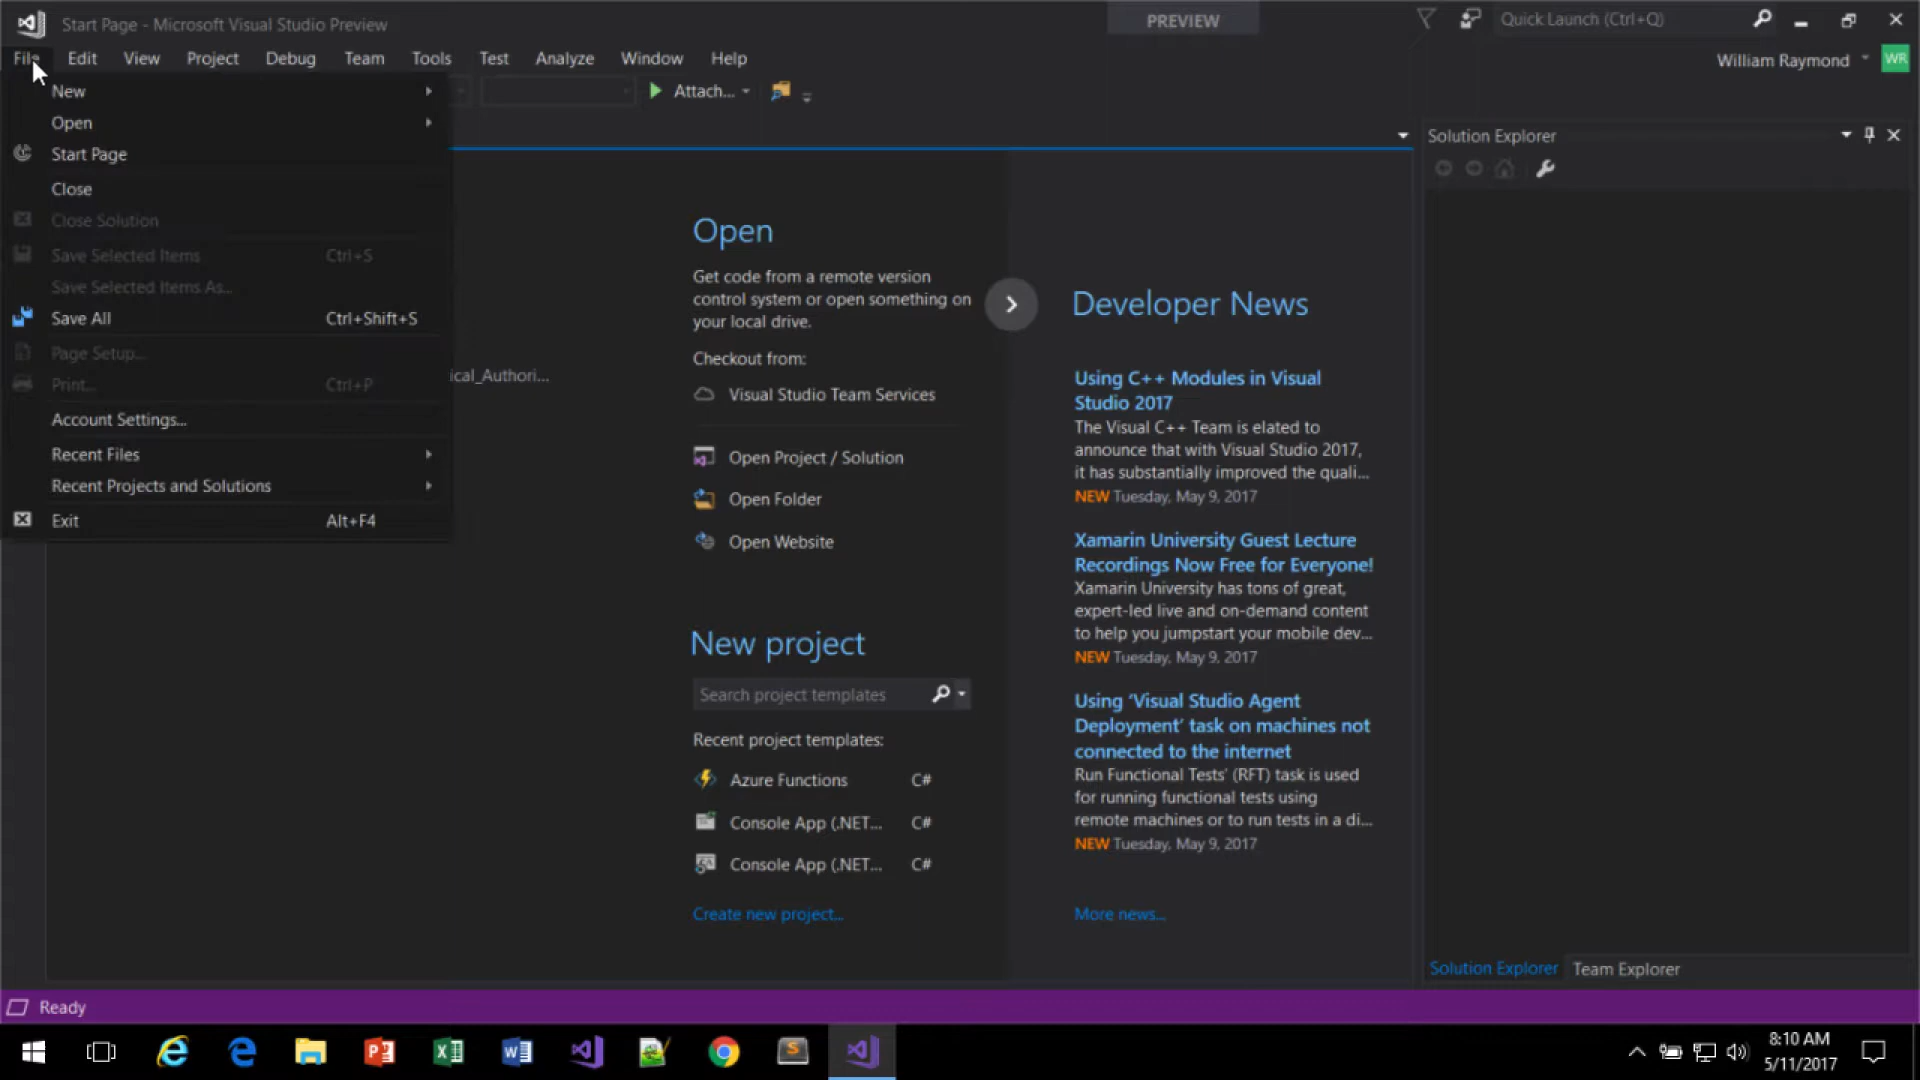 Start Page - Microsoft Visual Studio Preview
PREVIEW
Quick Launch (Ctrl+Q)
File Edit View Project Debug Team Tools Test Analyze Window Help
William Raymond
WR
New
Attach...
Open
Start Page
Close
Close Solution
Save Selected Items Ctrl+S
Save Selected Items As...
Save All Ctrl+Shift+S
Page Setup...
Print... Ctrl+P
Account Settings...
Recent Files
Recent Projects and Solutions
Exit Alt+F4
ical_Authori...
Open
Get code from a remote version
control system or open something on
your local drive.
Checkout from:
Visual Studio Team Services
Open Project / Solution
Open Folder
Open Website
New project
Search project templates
Recent project templates:
Azure Functions C#
Console App (.NET... C#
Console App (.NET... C#
Create new project...
Developer News
Using C++ Modules in Visual
Studio 2017
The Visual C++ Team is elated to
announce that with Visual Studio 2017,
it has substantially improved the quali...
NEW Tuesday, May 9, 2017
Xamarin University Guest Lecture
Recordings Now Free for Everyone!
Xamarin University has tons of great,
expert-led live and on-demand content
to help you jumpstart your mobile dev...
NEW Tuesday, May 9, 2017
Using ‘Visual Studio Agent
Deployment’ task on machines not
connected to the internet
Run Functional Tests’ (RFT) task is used
for running functional tests using
remote machines or to run tests in a di...
NEW Tuesday, May 9, 2017
More news...
Solution Explorer
Solution Explorer Team Explorer
Ready
8:10 AM
5/11/2017